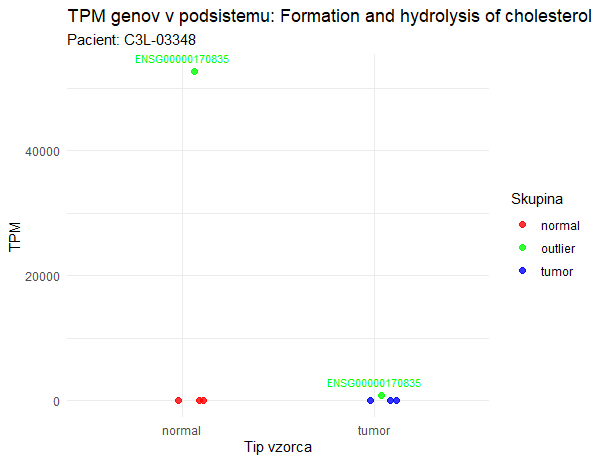 TPM genov v podsistemu: Formation and hydrolysis of cholesterol
Pacient: C3L-03348
ENSG00000170835
40000
20000
0
TPM
ENSG00000170835
normal
tumor
Tip vzorca
Skupina
normal
outlier
tumor